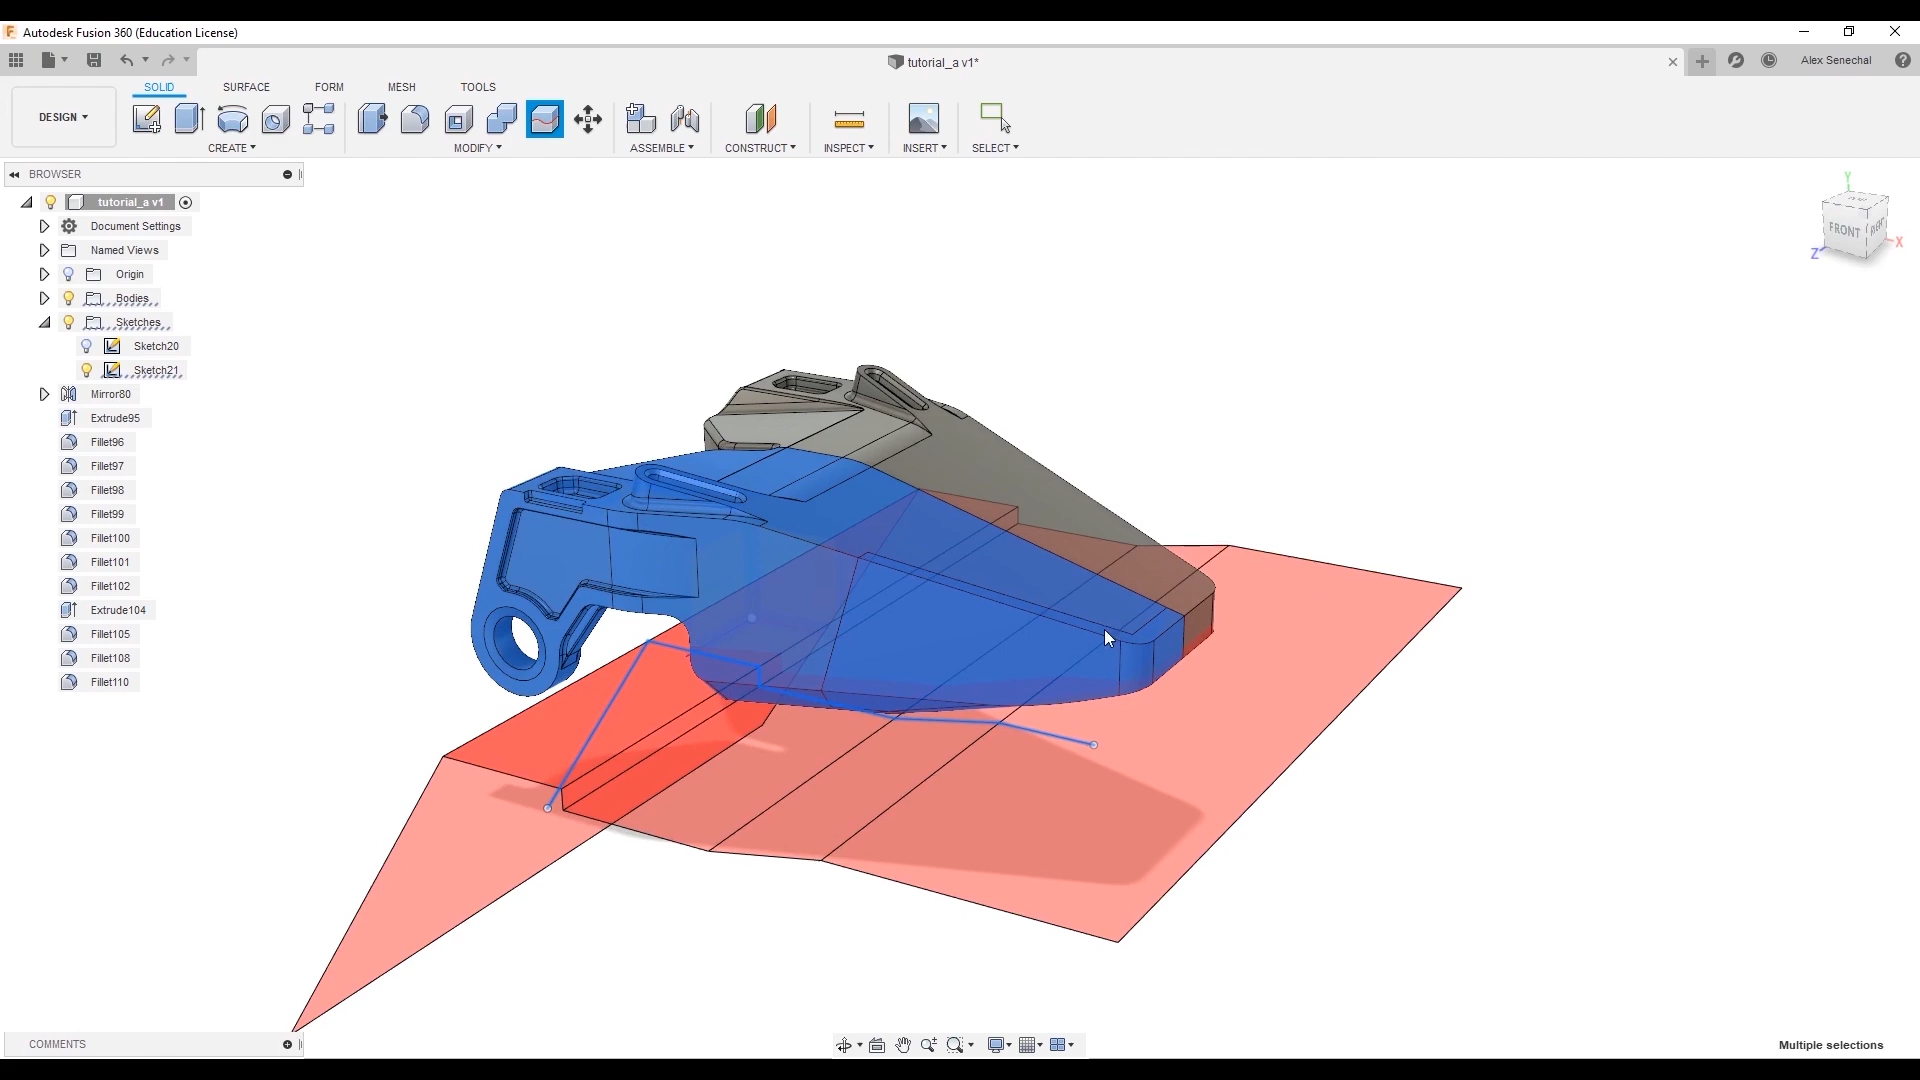 Autodesk Fusion 360 (Education License)
tutorial_a v1*
Alex Senechal
SOLID SURFACE FORM MESH TOOLS
DESIGN
CREATE MODIFY ASSEMBLE CONSTRUCT INSPECT INSERT SELECT
BROWSER
tutorial_a v1
Document Settings
Named Views
Origin
Bodies
Sketches
Sketch20
Sketch21
Mirror80
Extrude95
Fillet96
Fillet97
Fillet98
Fillet99
Fillet100
Fillet101
Fillet102
Extrude104
Fillet105
Fillet108
Fillet110
Y
FRONT
RIGHT
X
Z
COMMENTS
Multiple selections